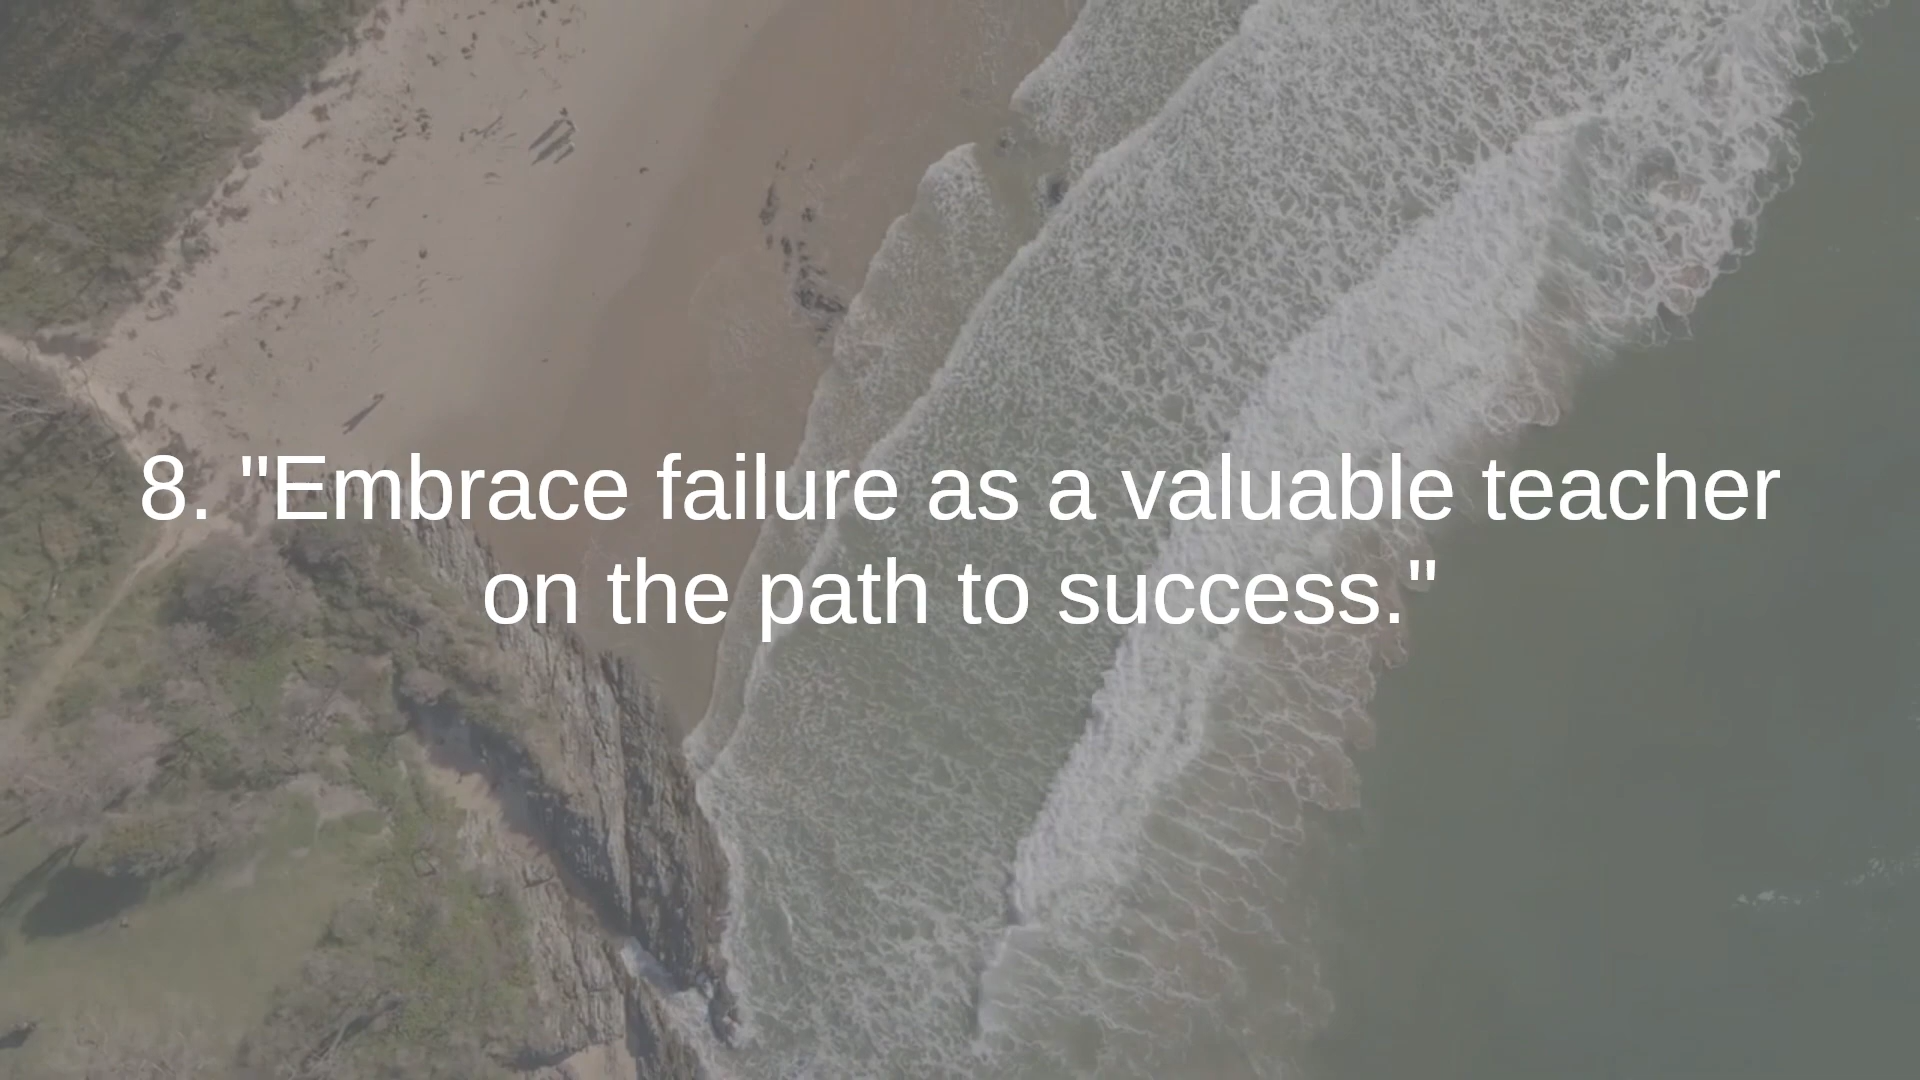 8. "Embrace failure as a valuable teacher
on the path to success."